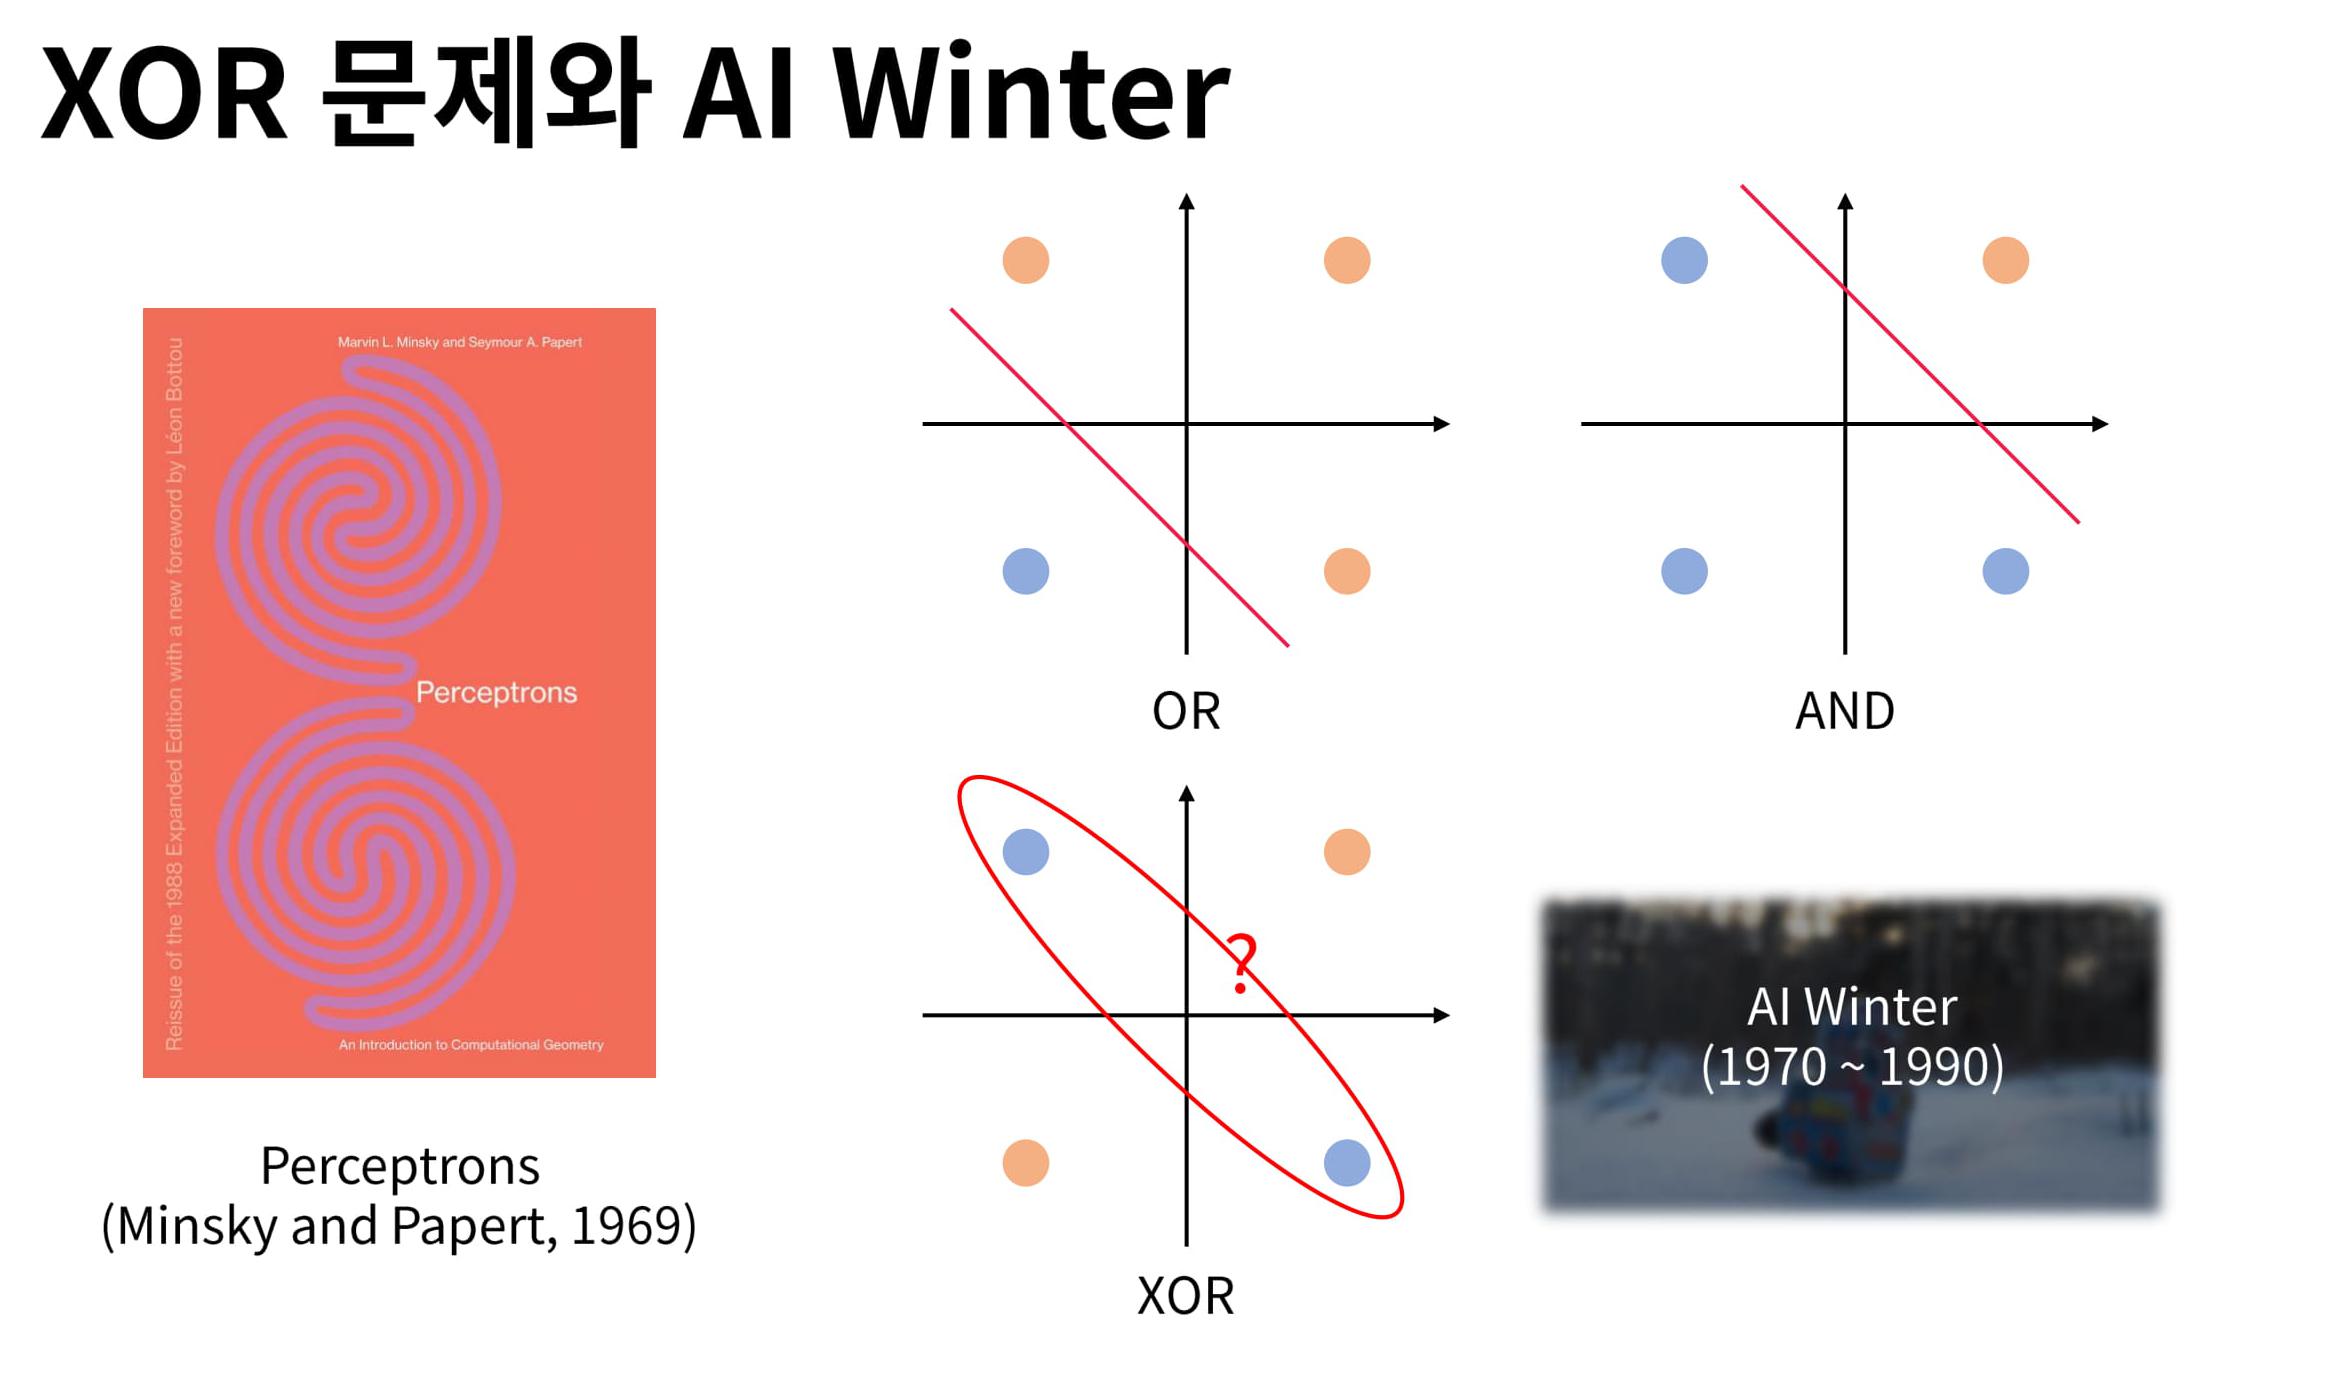 XOR 문제와 AI Winter
Marvin L. Minsky and Seymour A. Papert
Reissue of the 1988 Expanded Edition with a new foreword by Léon Bottou
Perceptrons
An Introduction to Computational Geometry
Perceptrons
(Minsky and Papert, 1969)
OR
AND
?
XOR
AI Winter
(1970 ~ 1990)